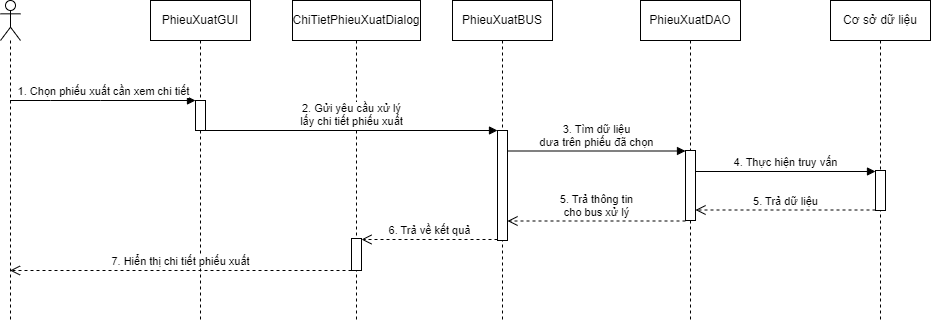 PhieuXuatGUI
ChiTietPhieuXuatDialog
PhieuXuatBUS
PhieuXuatDAO
Cơ sở dữ liệu
1. Chọn phiếu xuất cần xem chi tiết
2. Gửi yêu cầu xử lý
lấy chi tiết phiếu xuất
3. Tìm dữ liệu
dưa trên phiếu đã chọn
4. Thực hiện truy vấn
5. Trả dữ liệu
5. Trả thông tin
cho bus xử lý
6. Trả về kết quả
7. Hiển thị chi tiết phiếu xuất